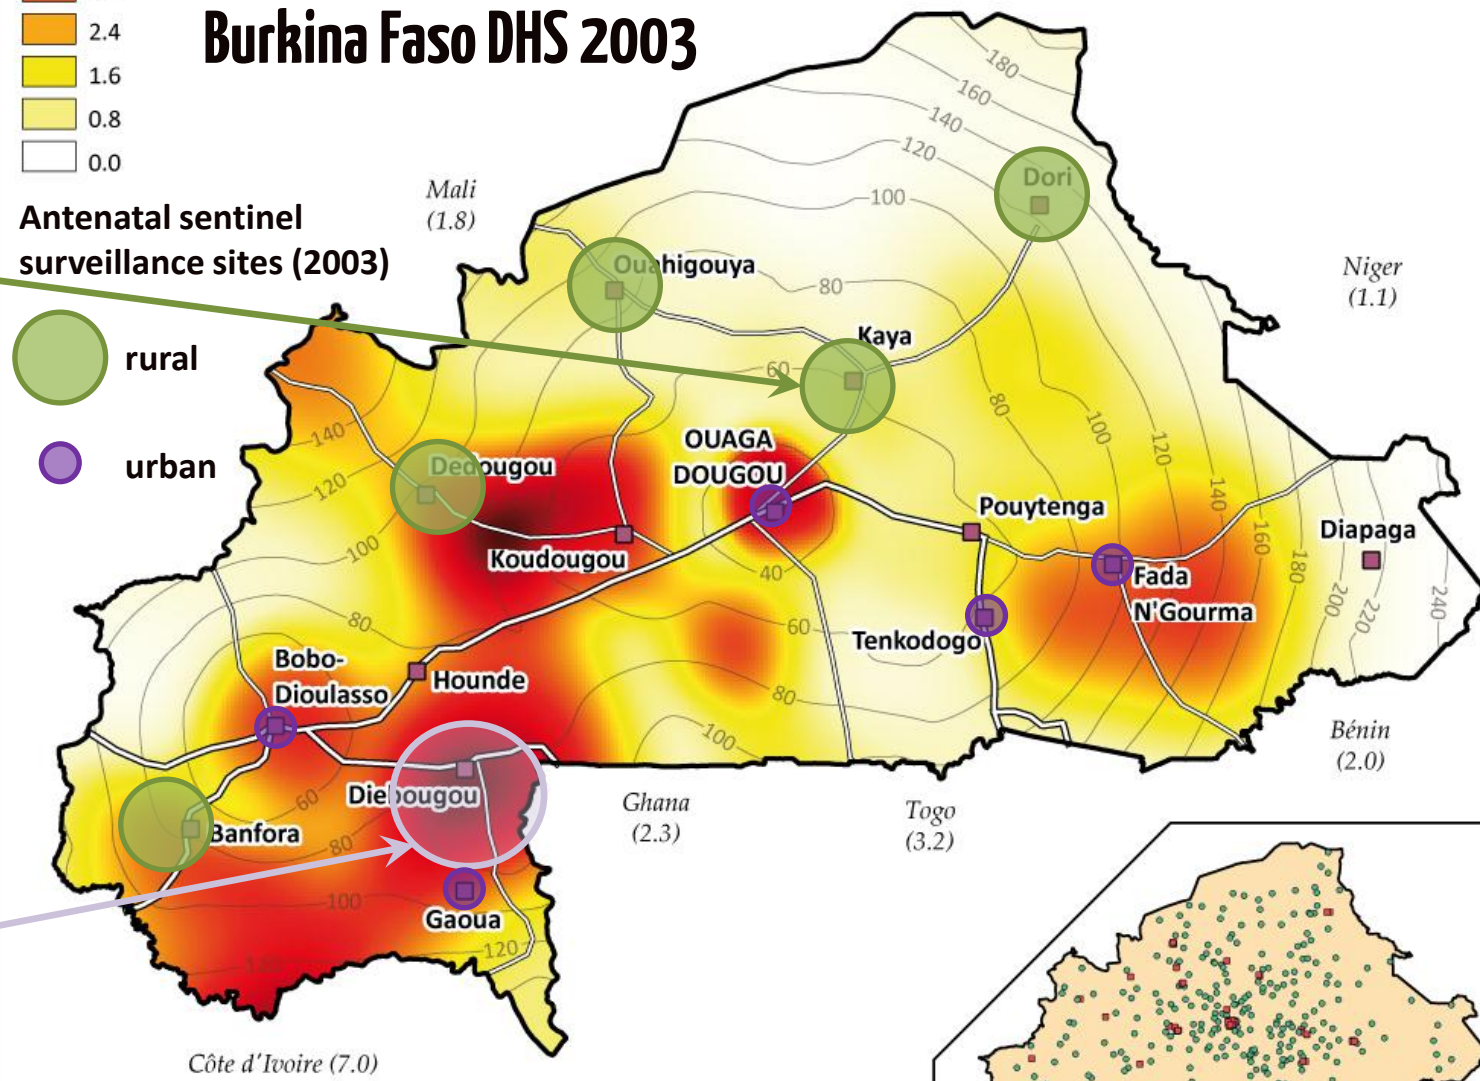 Burkina Faso DHS 2003
2.4
1.6
0.8
0.0
Antenatal sentinel
surveillance sites (2003)
rural
urban
Mali
(1.8)
Niger
(1.1)
Bénin
(2.0)
Togo
(3.2)
Ghana
(2.3)
Côte d'Ivoire (7.0)
180
160
140
120
100
80
60
Dori
Ouahigouya
Kaya
OUAGA
DOUGOU
Dedougou
Koudougou
Pouytenga
Diapaga
Fada
N'Gourma
Tenkodogo
Bobo-
Dioulasso
Hounde
Diebougou
Banfora
Gaoua
140
120
100
80
60
80
100
120
120
40
60
80
100
80
100
120
140
160
180
200
220
240